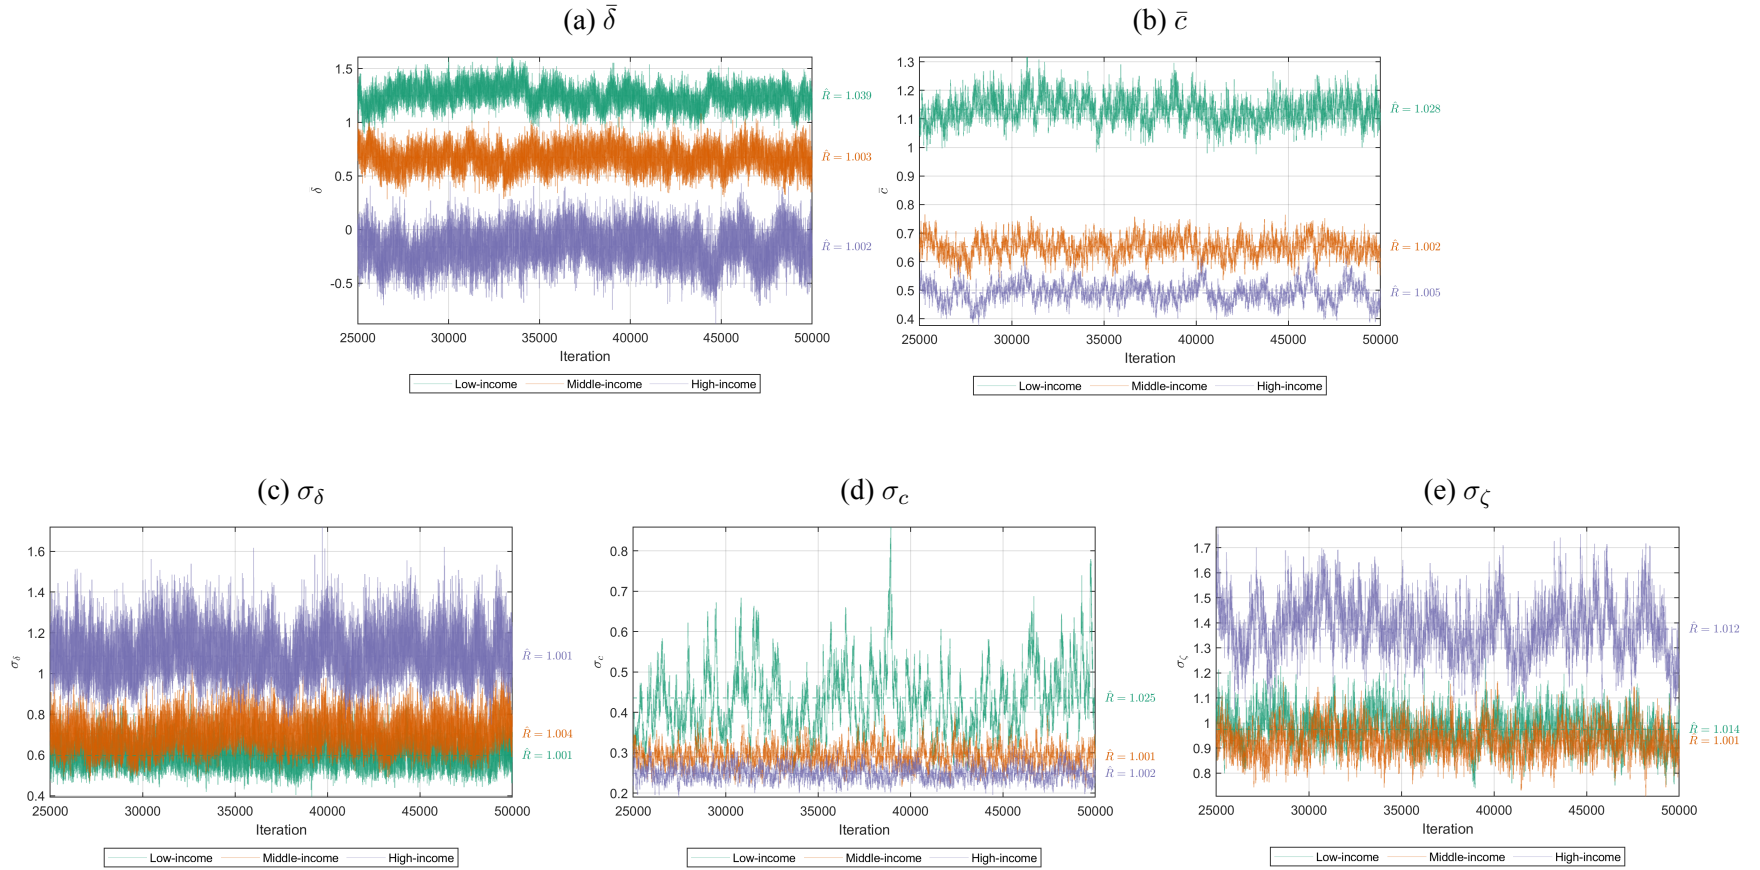 (a) δ̄
(b) c̄
1.5
1
0.5
0
-0.5
δ̄
R̂ = 1.039
R̂ = 1.003
R̂ = 1.002
25000 30000 35000 40000 45000 50000
Iteration
Low-income Middle-income High-income
1.3
1.2
1.1
1
0.9
0.8
0.7
0.6
0.5
0.4
c̄
R̂ = 1.028
R̂ = 1.002
R̂ = 1.005
25000 30000 35000 40000 45000 50000
Iteration
Low-income Middle-income High-income
(c) σδ
(d) σc
(e) σζ
1.6
1.4
1.2
1
0.8
0.6
0.4
σδ
R̂ = 1.001
R̂ = 1.004
R̂ = 1.001
25000 30000 35000 40000 45000 50000
Iteration
Low-income Middle-income High-income
0.8
0.7
0.6
0.5
0.4
0.3
0.2
σc
R̂ = 1.025
R̂ = 1.001
R̂ = 1.002
25000 30000 35000 40000 45000 50000
Iteration
Low-income Middle-income High-income
1.7
1.6
1.5
1.4
1.3
1.2
1.1
1
0.9
0.8
σζ
R̂ = 1.012
R̂ = 1.014
R̂ = 1.001
25000 30000 35000 40000 45000 50000
Iteration
Low-income Middle-income High-income